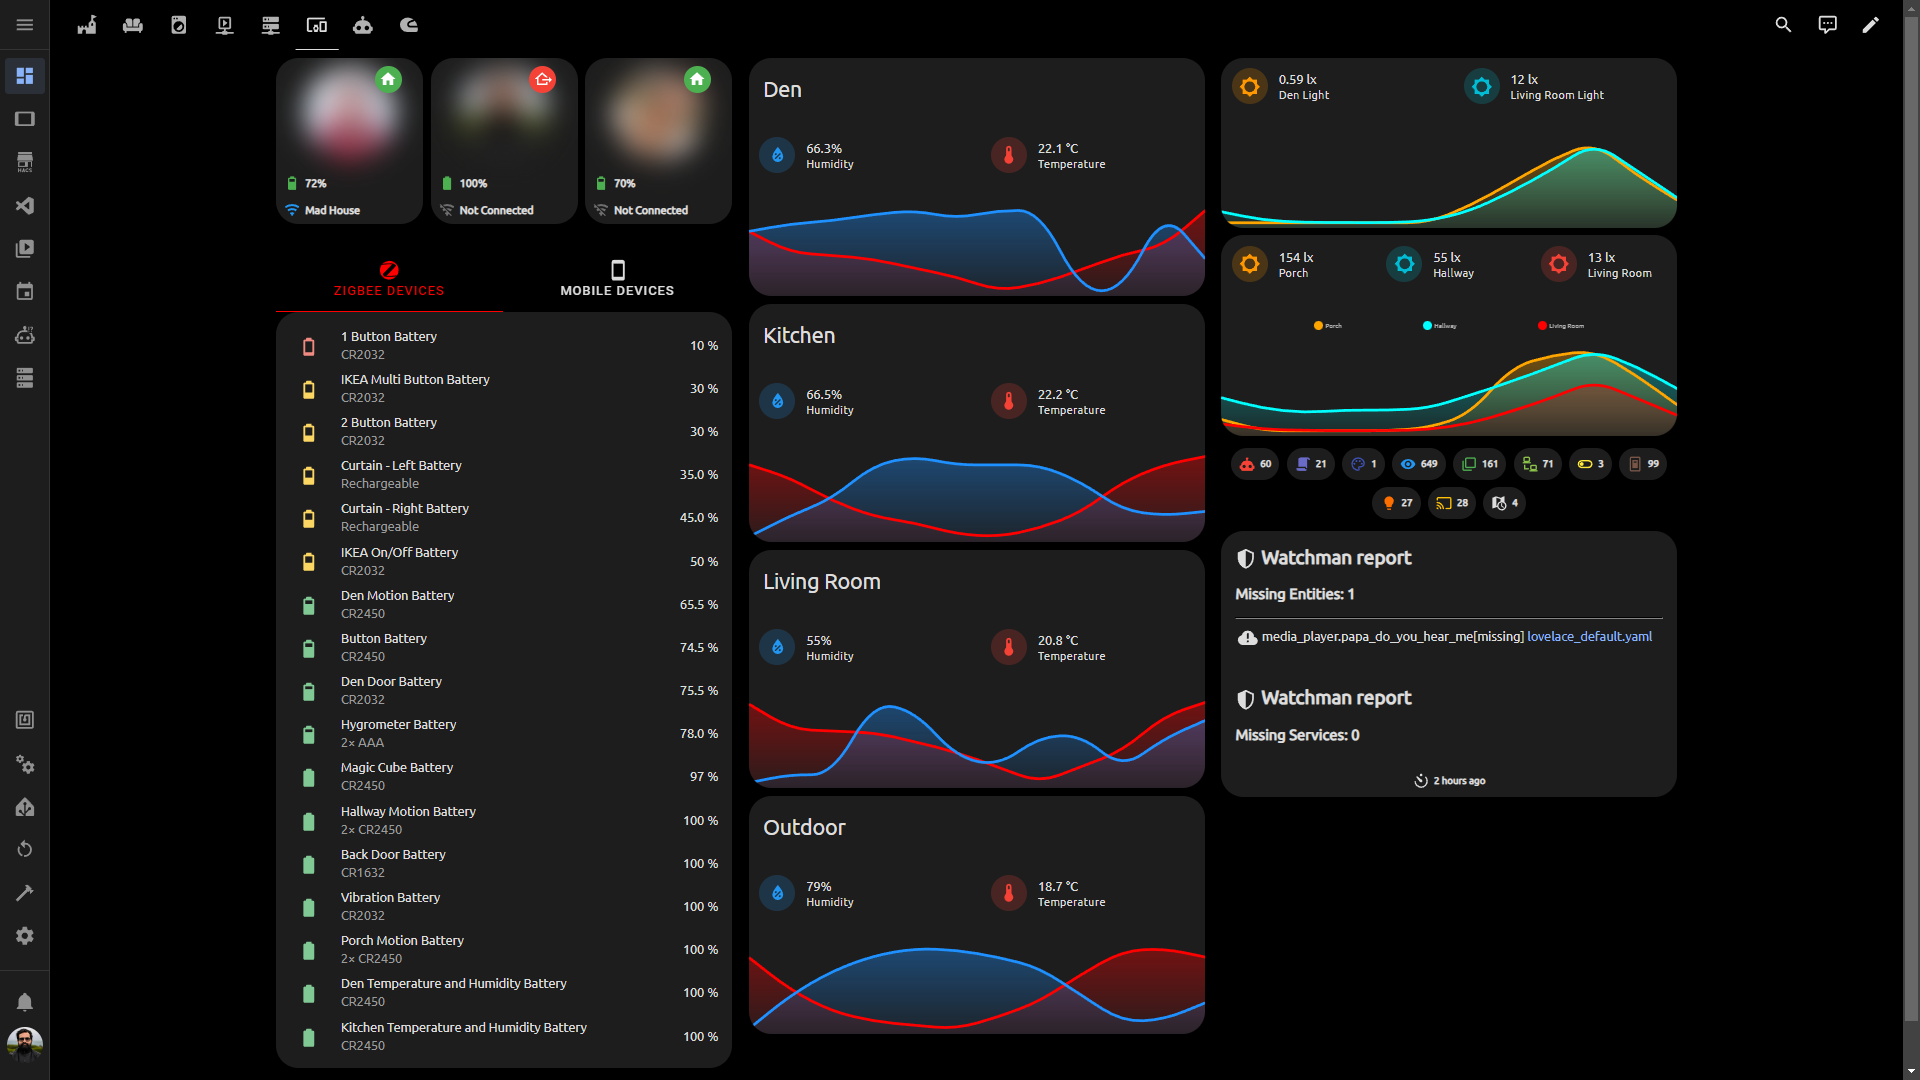 HACS
72%
Mad House
100%
Not Connected
70%
Not Connected
ZIGBEE DEVICES
MOBILE DEVICES
1 Button Battery
CR2032
10 %
IKEA Multi Button Battery
CR2032
30 %
2 Button Battery
CR2032
30 %
Curtain - Left Battery
Rechargeable
35.0 %
Curtain - Right Battery
Rechargeable
45.0 %
IKEA On/Off Battery
CR2032
50 %
Den Motion Battery
CR2450
65.5 %
Button Battery
CR2450
74.5 %
Den Door Battery
CR2032
75.5 %
Hygrometer Battery
2× AAA
78.0 %
Magic Cube Battery
CR2450
97 %
Hallway Motion Battery
2× CR2450
100 %
Back Door Battery
CR1632
100 %
Vibration Battery
CR2032
100 %
Porch Motion Battery
2× CR2450
100 %
Den Temperature and Humidity Battery
CR2450
100 %
Kitchen Temperature and Humidity Battery
CR2450
100 %
Den
66.3%
Humidity
22.1 °C
Temperature
Kitchen
66.5%
Humidity
22.2 °C
Temperature
Living Room
55%
Humidity
20.8 °C
Temperature
Outdoor
79%
Humidity
18.7 °C
Temperature
0.59 lx
Den Light
12 lx
Living Room Light
154 lx
Porch
55 lx
Hallway
13 lx
Living Room
Porch
Hallway
Living Room
60
21
1
649
161
71
3
99
27
28
4
Watchman report
Missing Entities: 1
media_player.papa_do_you_hear_me[missing] lovelace_default.yaml
Watchman report
Missing Services: 0
2 hours ago